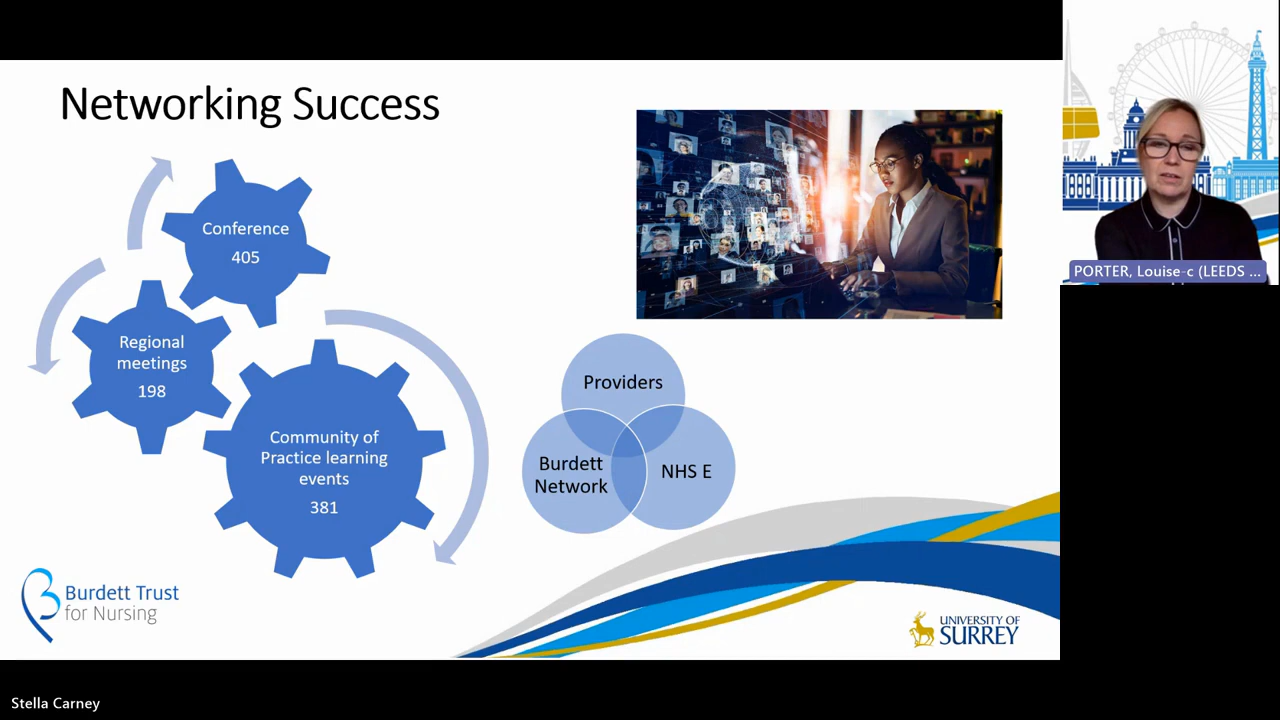 Networking Success
Conference
405
Regional
meetings
198
Community of
Practice learning
events
381
Providers
Burdett
Network
NHS E
Burdett Trust
for Nursing
UNIVERSITY OF
SURREY
PORTER, Louise-c (LEEDS ...
Stella Carney